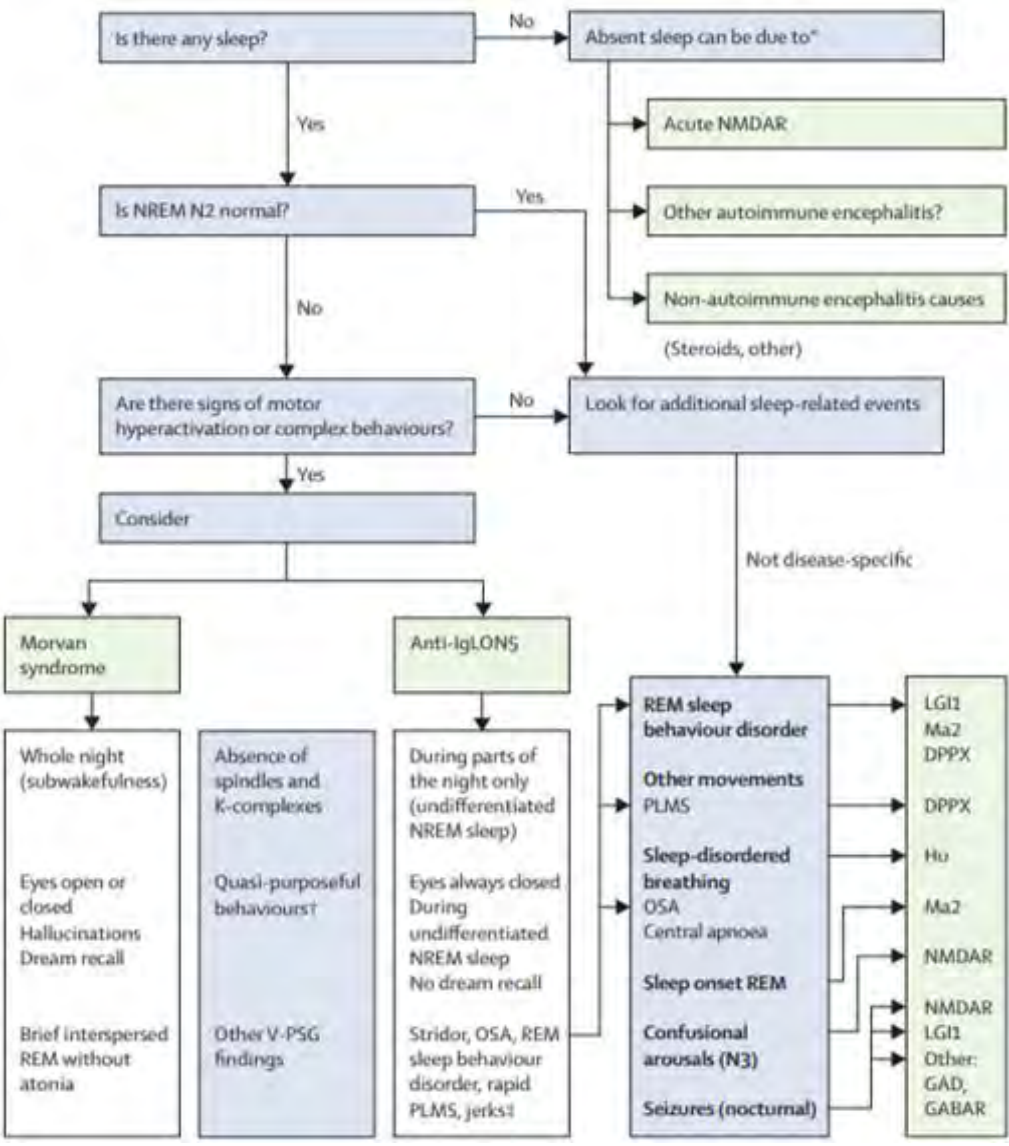 Is there any sleep?
No
Absent sleep can be due to*
Yes
Acute NMDAR
Is NREM N2 normal?
Yes
Other autoimmune encephalitis?
No
Non-autoimmune encephalitis causes
(Steroids, other)
Are there signs of motor
hyperactivation or complex behaviours?
No
Look for additional sleep-related events
Yes
Consider
Not disease-specific
Morvan
syndrome
Anti-IgLON5
Whole night
(subwakefulness)
Eyes open or
closed
Hallucinations
Dream recall
Brief interspersed
REM without
atonia
Absence of
spindles and
K-complexes
Quasi-purposeful
behaviours†
Other V-PSG
findings
During parts of
the night only
(undifferentiated
NREM sleep)
Eyes always closed
During
undifferentiated
NREM sleep
No dream recall
Stridor, OSA, REM
sleep behaviour
disorder, rapid
PLMS, jerks‡
REM sleep
behaviour disorder
Other movements
PLMS
Sleep-disordered
breathing
OSA
Central apnoea
Sleep onset REM
Confusional
arousals (N3)
Seizures (nocturnal)
LGI1
Ma2
DPPX
DPPX
Hu
Ma2
NMDAR
NMDAR
LGI1
Other:
GAD,
GABAR